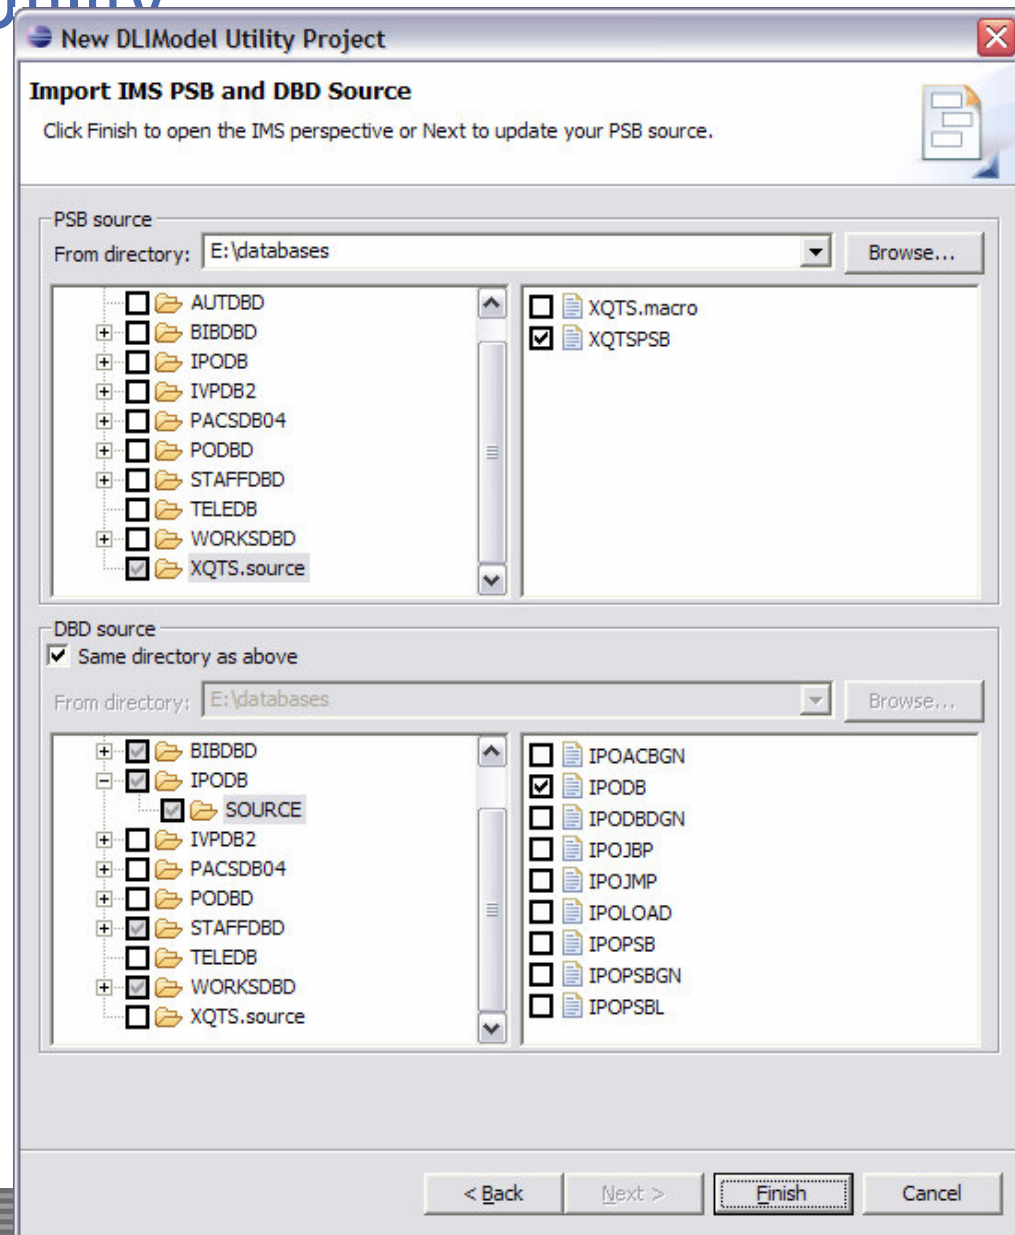 Utility
New DLIModel Utility Project
Import IMS PSB and DBD Source
Click Finish to open the IMS perspective or Next to update your PSB source.
PSB source
From directory: E:\databases Browse...
AUTDBD
BIBDBD
IPODB
IVPDB2
PACSDB04
PODBD
STAFFDBD
TELEDB
WORKSDBD
XQTS.source
XQTS.macro
XQTSPSB
DBD source
Same directory as above
From directory: E:\databases Browse...
BIBDBD
IPODB
SOURCE
IVPDB2
PACSDB04
PODBD
STAFFDBD
TELEDB
WORKSDBD
XQTS.source
IPOACBGN
IPODB
IPODBDGN
IPOJBP
IPOJMP
IPOLOAD
IPOPSB
IPOPSBGN
IPOPSBL
< Back Next > Finish Cancel